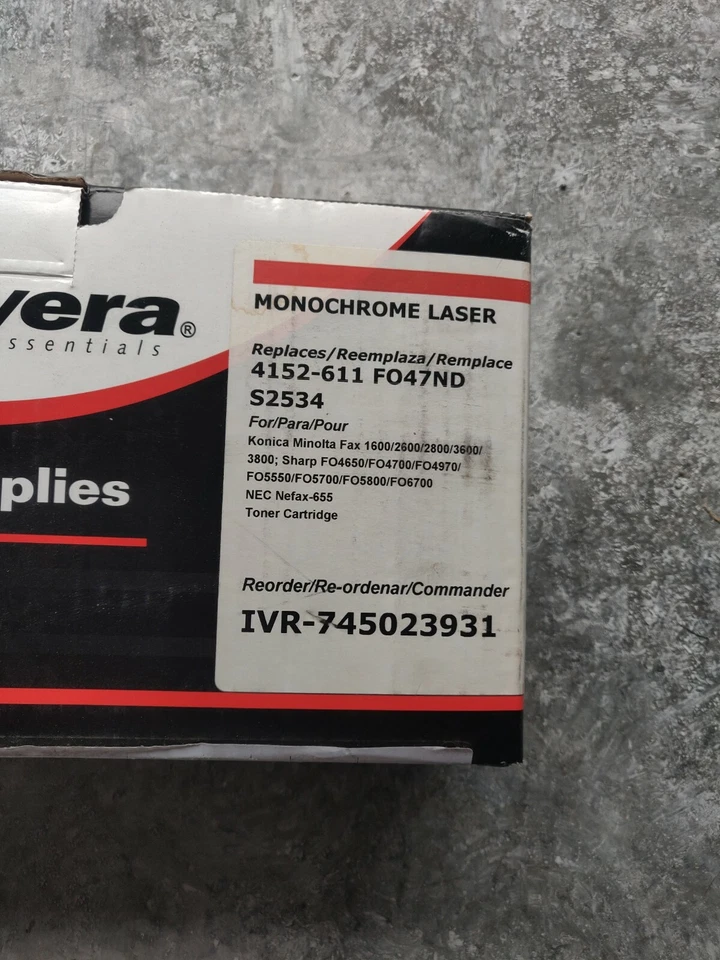 vera®
ssentials
plies
MONOCHROME LASER
Replaces/Reemplaza/Remplace
4152-611 FO47ND
S2534
For/Para/Pour
Konica Minolta Fax 1600/2600/2800/3600/
3800; Sharp FO4650/FO4700/FO4970/
FO5550/FO5700/FO5800/FO6700
NEC Nefax-655
Toner Cartridge
Reorder/Re-ordenar/Commander
IVR-745023931